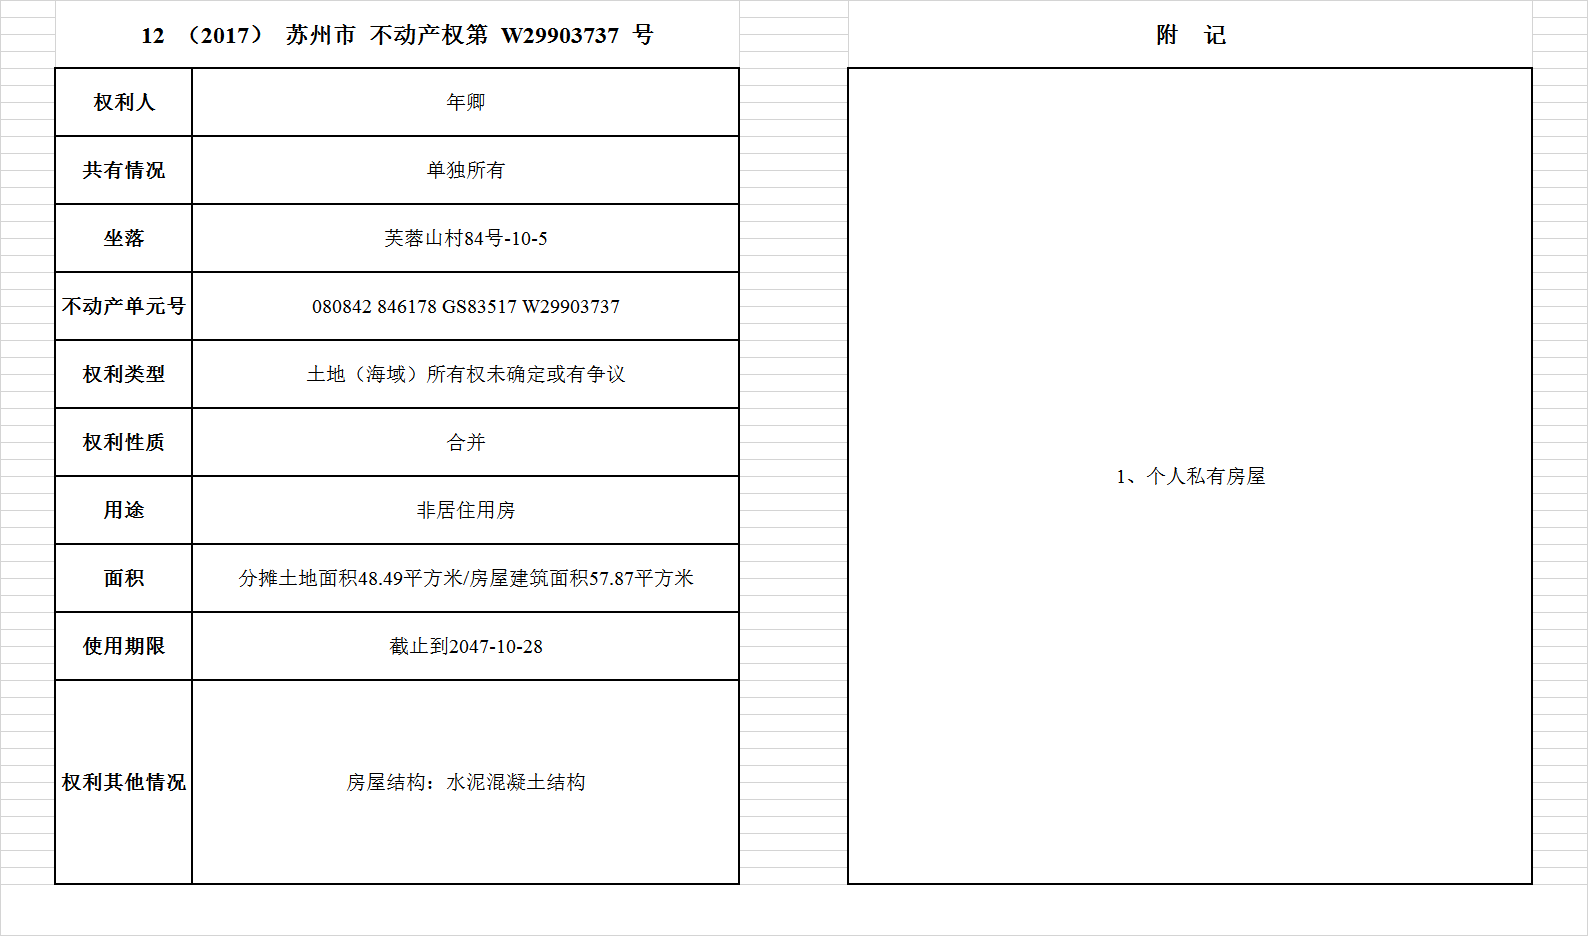 12 （2017） 苏州市 不动产权第 W29903737 号
权利人 年卿
共有情况 单独所有
坐落 芙蓉山村84号-10-5
不动产单元号 080842 846178 GS83517 W29903737
权利类型 土地（海域）所有权未确定或有争议
权利性质 合并
用途 非居住用房
面积 分摊土地面积48.49平方米/房屋建筑面积57.87平方米
使用期限 截止到2047-10-28
权利其他情况 房屋结构：水泥混凝土结构
附 记
1、个人私有房屋